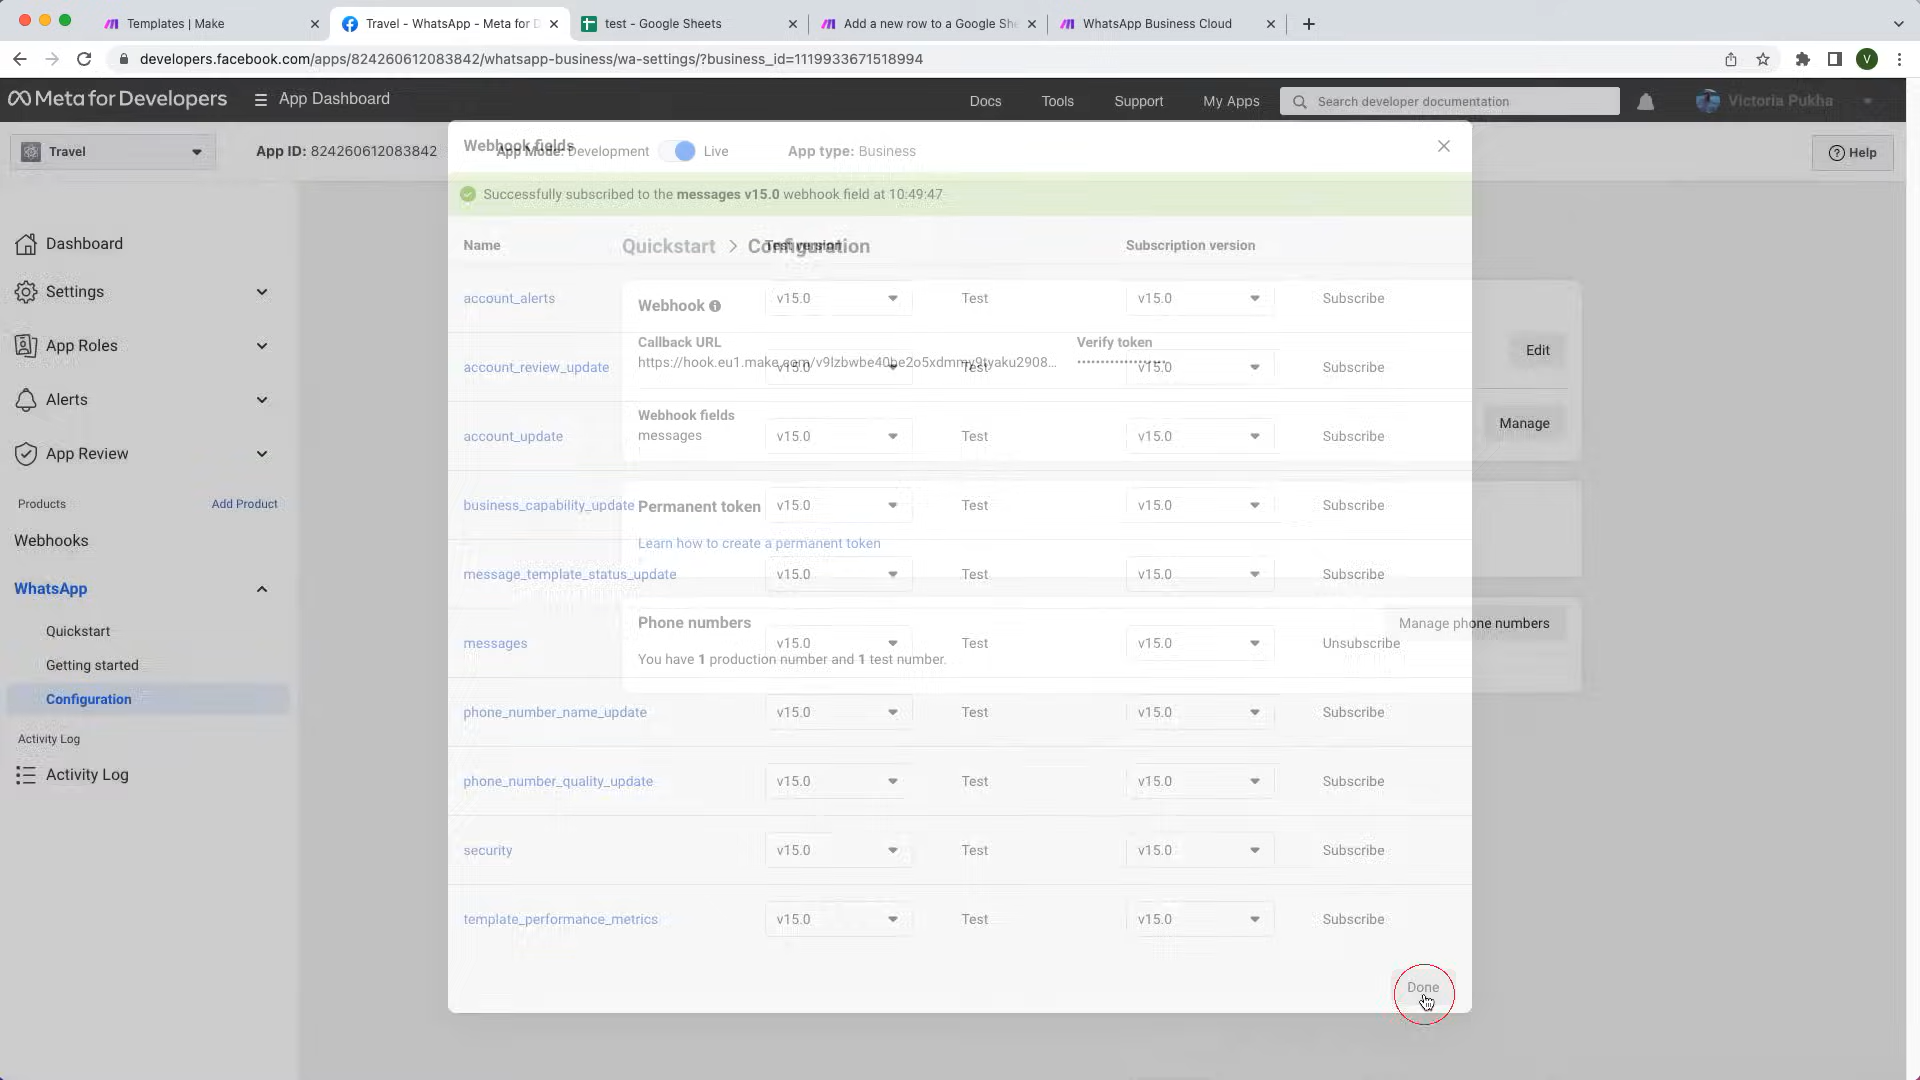 Templates | Make
Travel - WhatsApp - Meta for D
test - Google Sheets
Add a new row to a Google She
WhatsApp Business Cloud
developers.facebook.com/apps/824260612083842/whatsapp-business/wa-settings/?business_id=1119933671518994
V
Meta for Developers
App Dashboard
Docs
Tools
Support
My Apps
Search developer documentation
Victoria Pukha
Travel
App ID: 824260612083842
App Mode: Development
Live
App type: Business
Help
Webhook fields
Successfully subscribed to the messages v15.0 webhook field at 10:49:47
Dashboard
Settings
App Roles
Alerts
App Review
Products
Add Product
Webhooks
WhatsApp
Quickstart
Getting started
Configuration
Activity Log
Activity Log
Name
Test version
Subscription version
Quickstart > Configuration
account_alerts v15.0 Test v15.0 Subscribe
Webhook
Callback URL
Verify token
Edit
https://hook.eu1.make.com/v9lzbwbe40be2o5xdmmy9tyaku2908...
••••••••••••••••••
account_review_update v15.0 Test v15.0 Subscribe
Webhook fields
messages
Manage
account_update v15.0 Test v15.0 Subscribe
business_capability_update v15.0 Test v15.0 Subscribe
Permanent token
Learn how to create a permanent token
message_template_status_update v15.0 Test v15.0 Subscribe
Phone numbers
Manage phone numbers
messages v15.0 Test v15.0 Unsubscribe
You have 1 production number and 1 test number.
phone_number_name_update v15.0 Test v15.0 Subscribe
phone_number_quality_update v15.0 Test v15.0 Subscribe
security v15.0 Test v15.0 Subscribe
template_performance_metrics v15.0 Test v15.0 Subscribe
Done